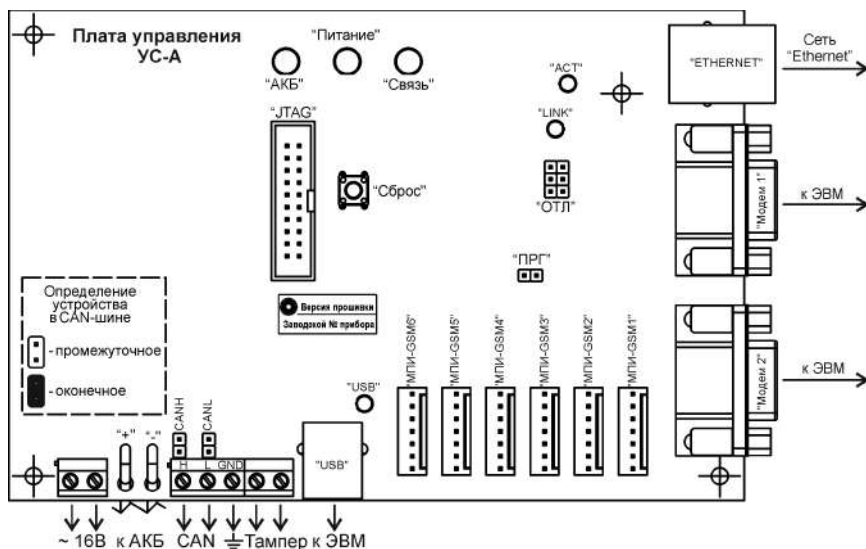 Плата управления
УС-А
"Питание"
"АКБ"
"Связь"
"JTAG"
"Сброс"
"ACT"
"LINK"
"ОТЛ"
"ПРГ"
"ETHERNET"
Сеть
"Ethernet"
"Модем 1"
к ЭВМ
"Модем 2"
к ЭВМ
Определение
устройства
в CAN-шине
- промежуточное
- оконечное
Версия прошивки
Заводской № прибора
"МПИ-GSM6"
"МПИ-GSM5"
"МПИ-GSM4"
"МПИ-GSM3"
"МПИ-GSM2"
"МПИ-GSM1"
"USB"
"USB"
"+"
"-"
CANH
CANL
H L GND
~ 16В к АКБ CAN Тампер к ЭВМ